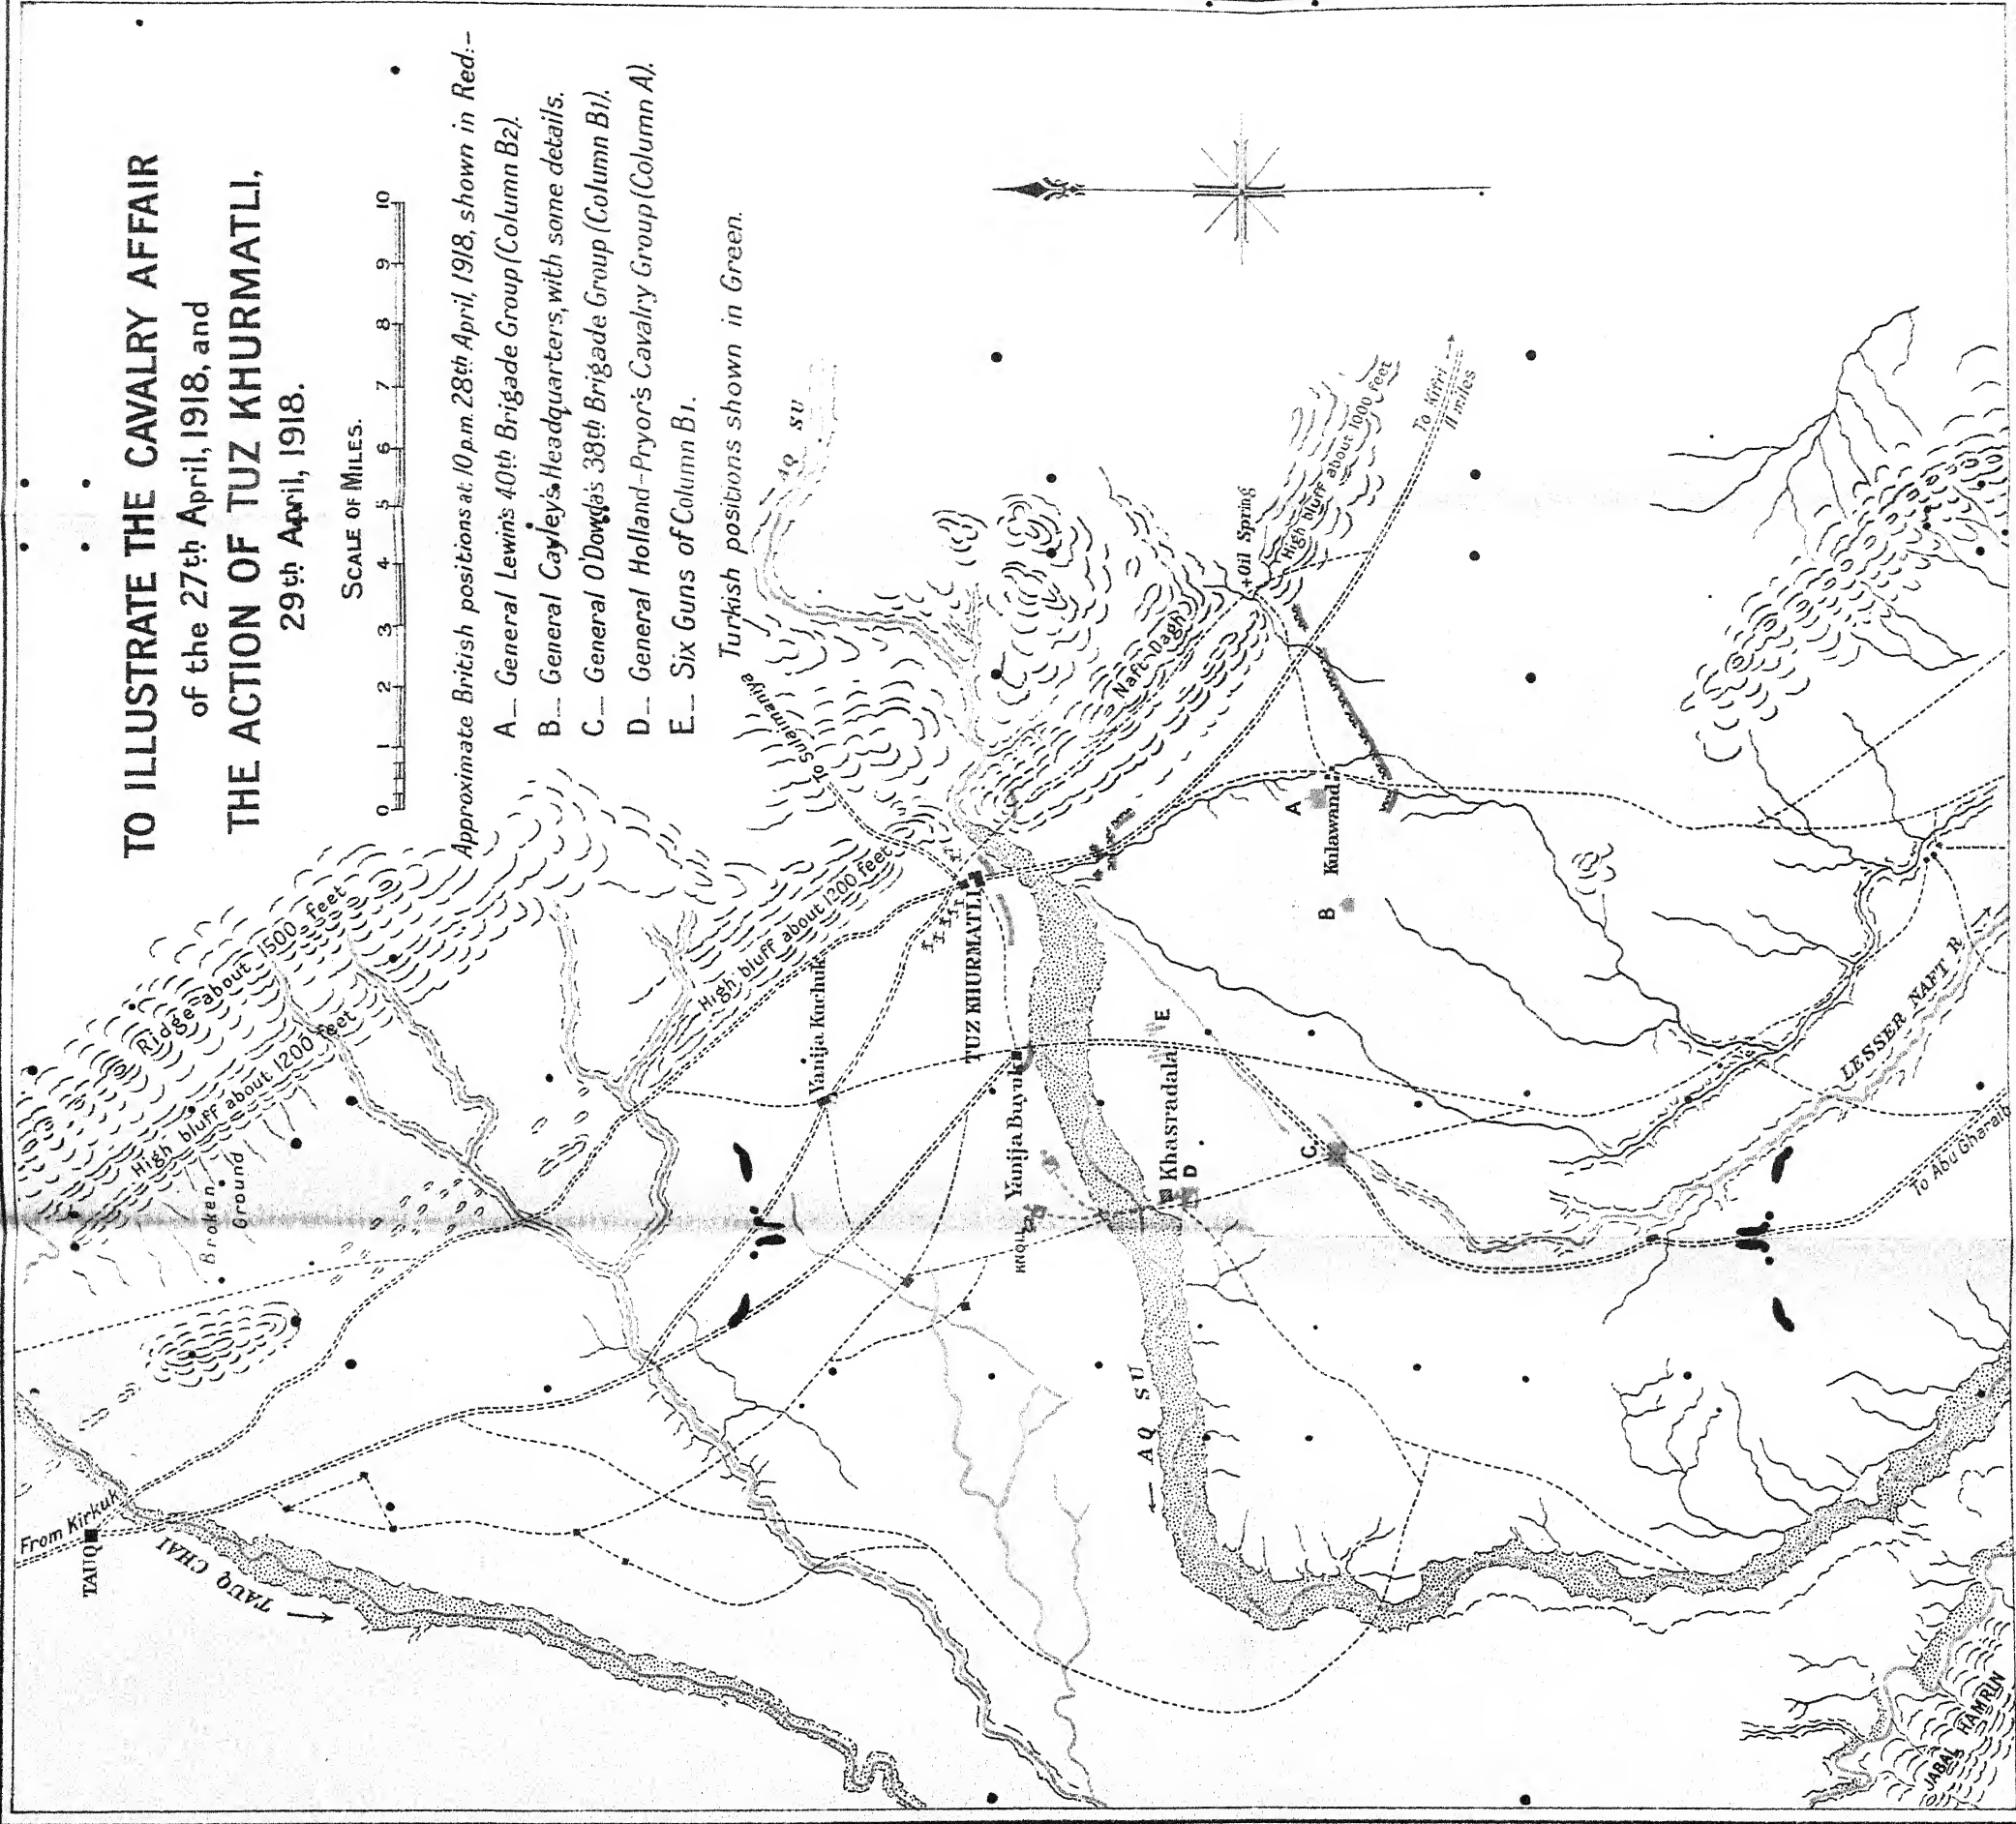 TO ILLUSTRATE THE CAVALRY AFFAIR
of the 27th April, 1918, and
THE ACTION OF TUZ KHURMATLI,
29th April, 1918.
SCALE OF MILES.
0 1 2 3 4 5 6 7 8 9 10
Approximate British positions at 10 p.m. 28th April, 1918, shown in Red:-
A_ General Lewin's 40th Brigade Group (Column B2).
B_ General Cayley's Headquarters, with some details.
C_ General O'Dowda's 38th Brigade Group (Column B1).
D_ General Holland-Pryor's Cavalry Group (Column A).
E_ Six Guns of Column B1.
Turkish positions shown in Green.
From Kirkuk
TAUQ
TAUQ CHAI
Broken
Ground
High bluff about 1200 feet
Ridge about 1500 feet
High bluff about 1200 feet
To Sulaimaniya
AQ SU
Yanija Kuchuk
TUZ KHURMATLI
Yanija Buyuk
KNOLL
Naft Dagh
+Oil Spring
High bluff about 1000 feet
To Kifri
11 miles
AQ SU
Khasradala
D
E
C
A
B
Kulawand
LESSER NAFT R
To Abu Gharaib
JABAL HAMRIN